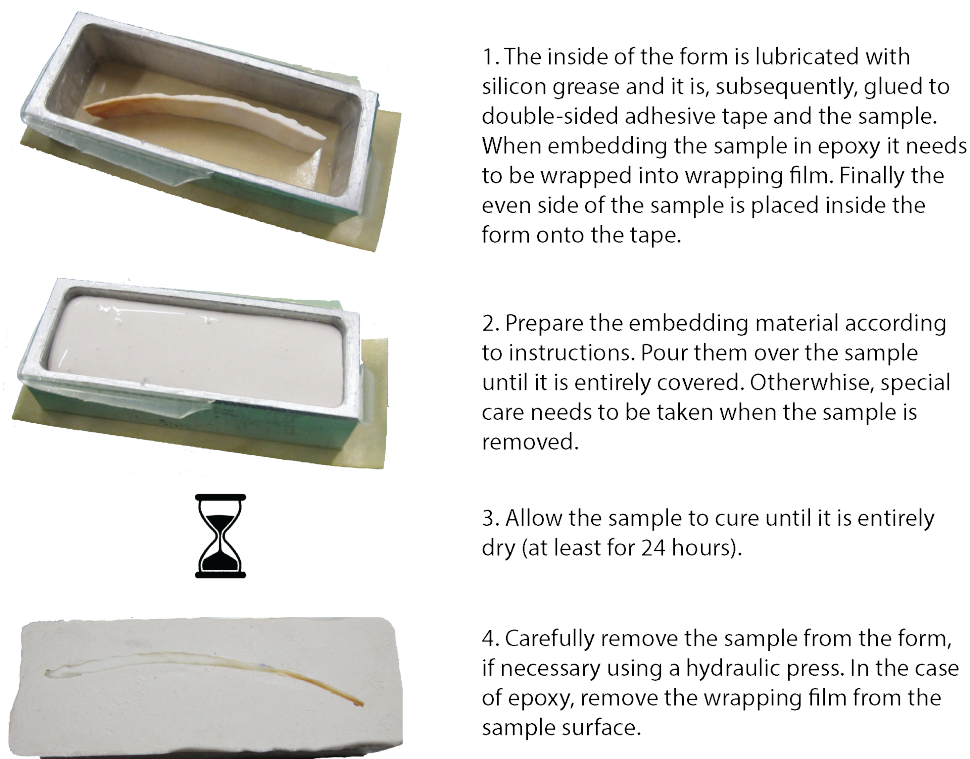 1. The inside of the form is lubricated with
silicon grease and it is, subsequently, glued to
double-sided adhesive tape and the sample.
When embedding the sample in epoxy it needs
to be wrapped into wrapping film. Finally the
even side of the sample is placed inside the
form onto the tape.
2. Prepare the embedding material according
to instructions. Pour them over the sample
until it is entirely covered. Otherwhise, special
care needs to be taken when the sample is
removed.
3. Allow the sample to cure until it is entirely
dry (at least for 24 hours).
4. Carefully remove the sample from the form,
if necessary using a hydraulic press. In the case
of epoxy, remove the wrapping film from the
sample surface.